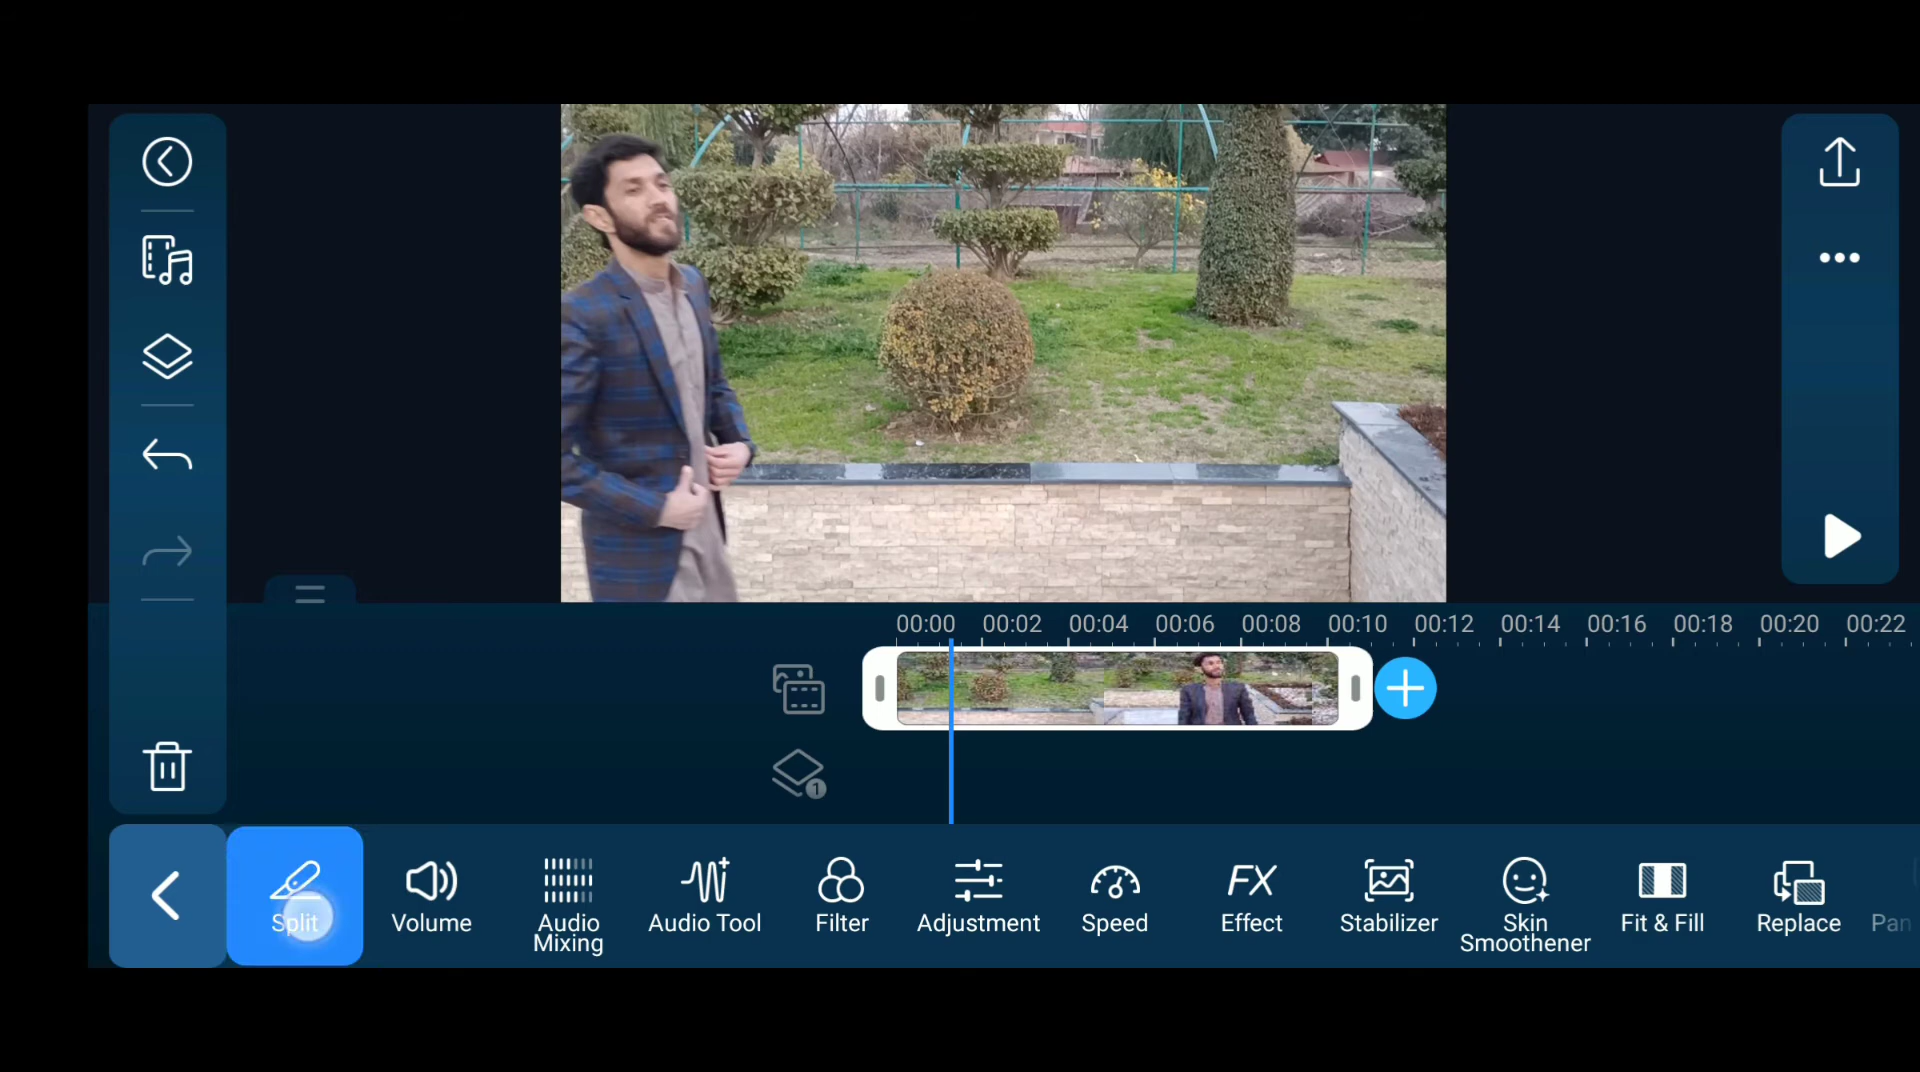 00:00 00:02 00:04 00:06 00:08 00:10 00:12 00:14 00:16 00:18 00:20 00:22
1
Split
Volume
Audio
Mixing
Audio Tool
Filter
Adjustment
Speed
FX
Effect
Stabilizer
Skin
Smoothener
Fit & Fill
Replace
Pan